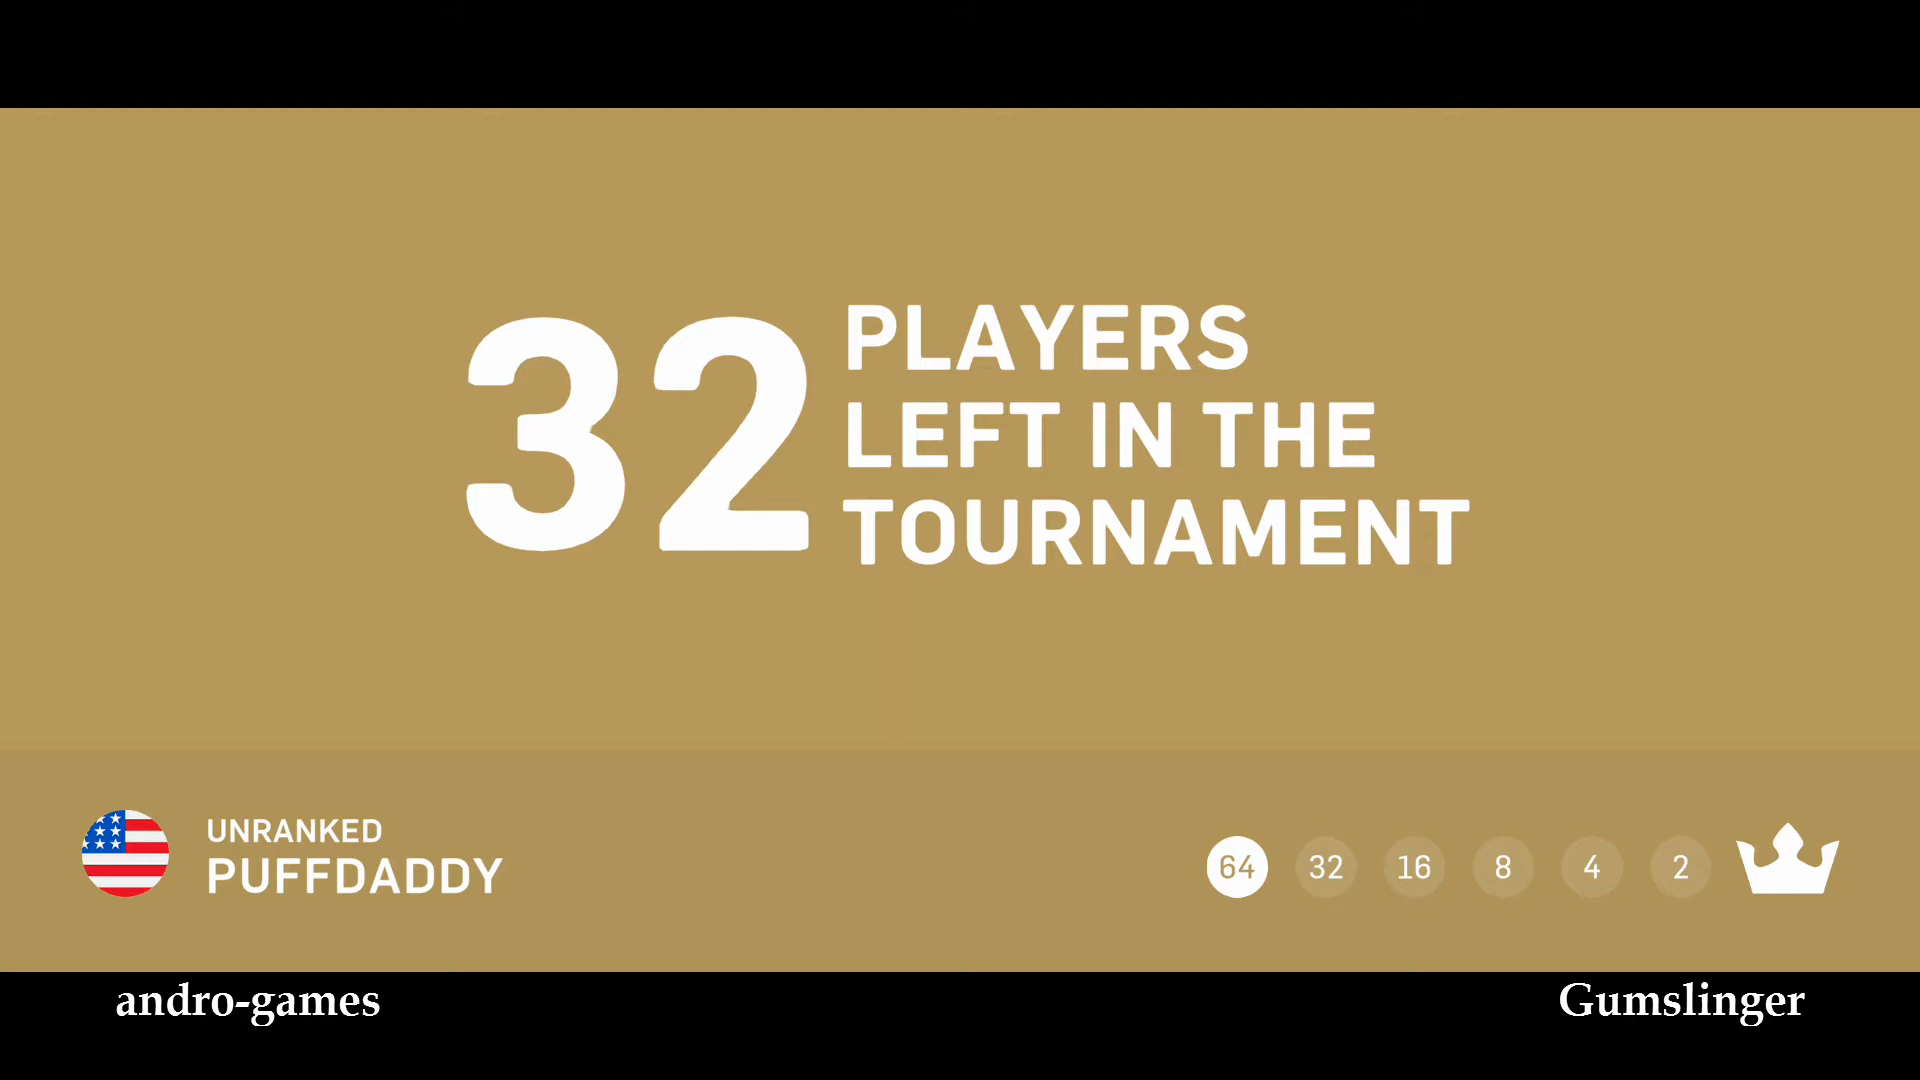 32
PLAYERS
LEFT IN THE
TOURNAMENT
UNRANKED
PUFFDADDY
64 32 16 8 4 2
andro-games
Gumslinger